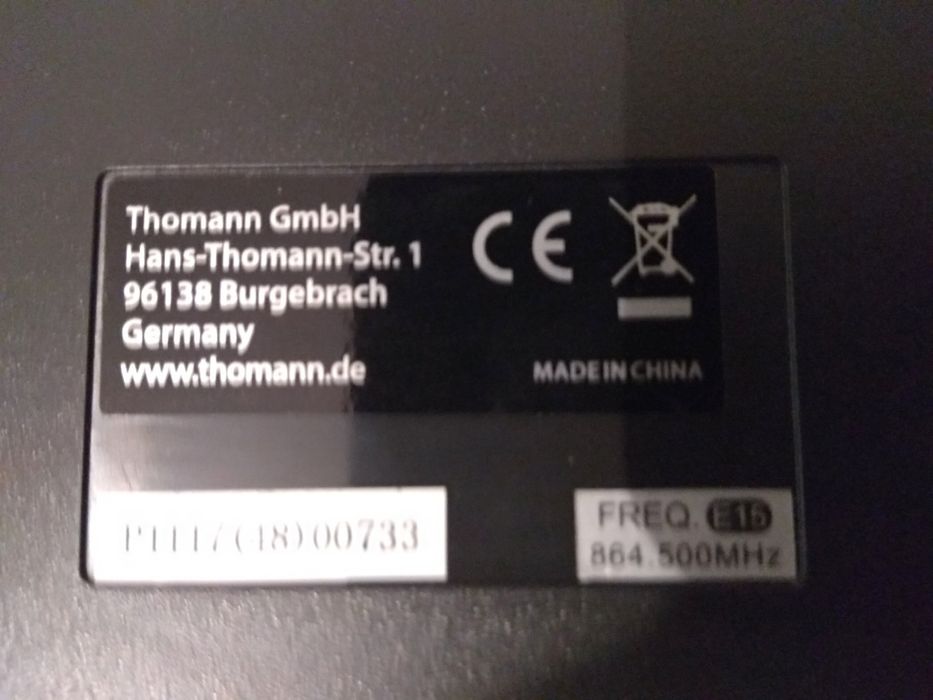 Thomann GmbH
Hans-Thomann-Str. 1
96138 Burgebrach
Germany
www.thomann.de
CE
MADE IN CHINA
P1117(48)00733
FREQ. E15
864.500MHz